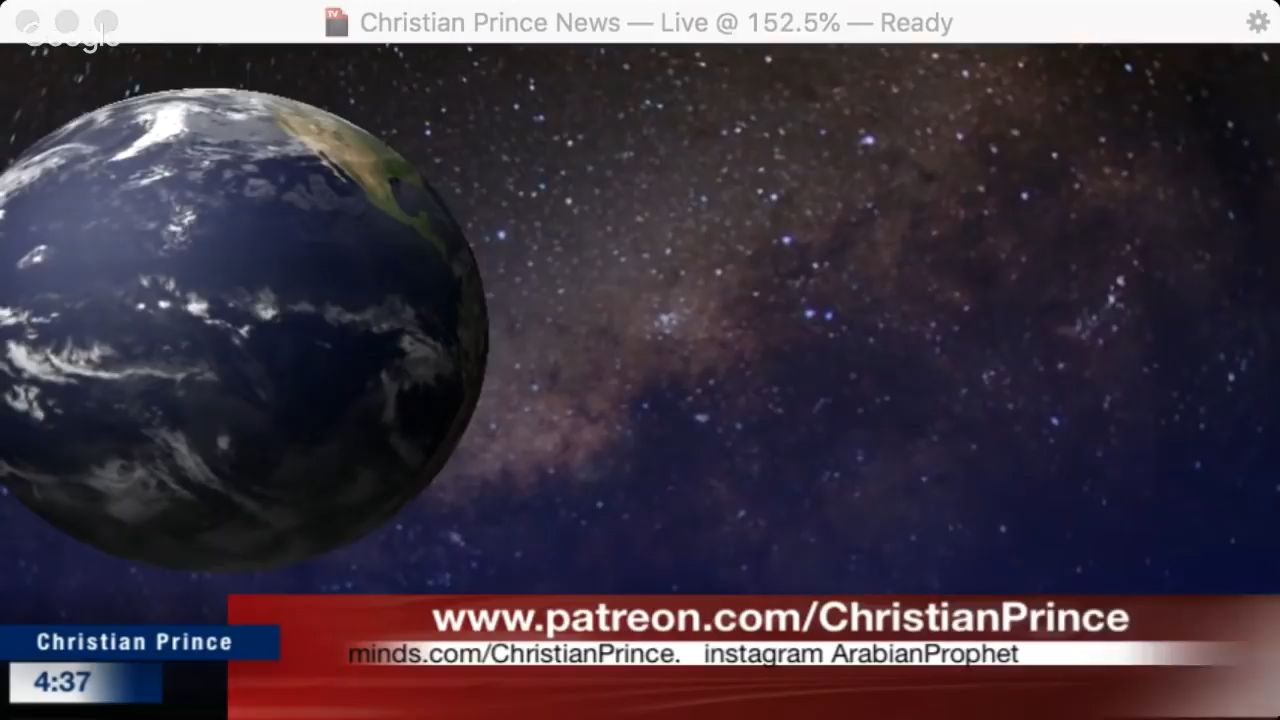 Christian Prince News — Live @ 152.5% — Ready
Google
www.patreon.com/ChristianPrince
Christian Prince
minds.com/ChristianPrince. instagram ArabianProphet
4:37